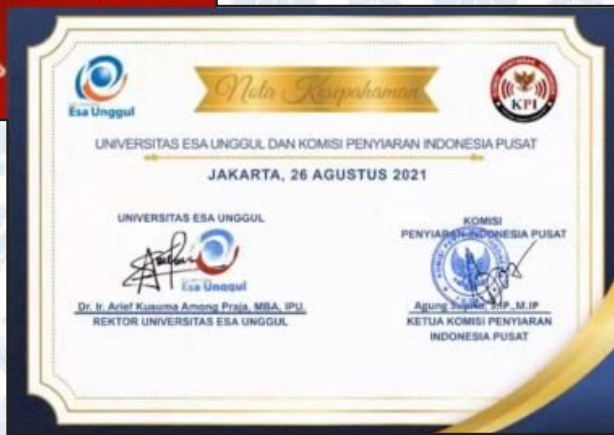 Esa Unggul
Nota Kesepahaman
KPI
UNIVERSITAS ESA UNGGUL DAN KOMISI PENYIARAN INDONESIA PUSAT
JAKARTA, 26 AGUSTUS 2021
UNIVERSITAS ESA UNGGUL
Esa Unggul
Dr. Ir. Arief Kusuma Among Praja, MBA, IPU.
REKTOR UNIVERSITAS ESA UNGGUL
KOMISI
PENYIARAN INDONESIA PUSAT
Agung S.IP.,M.IP
KETUA KOMISI PENYIARAN
INDONESIA PUSAT